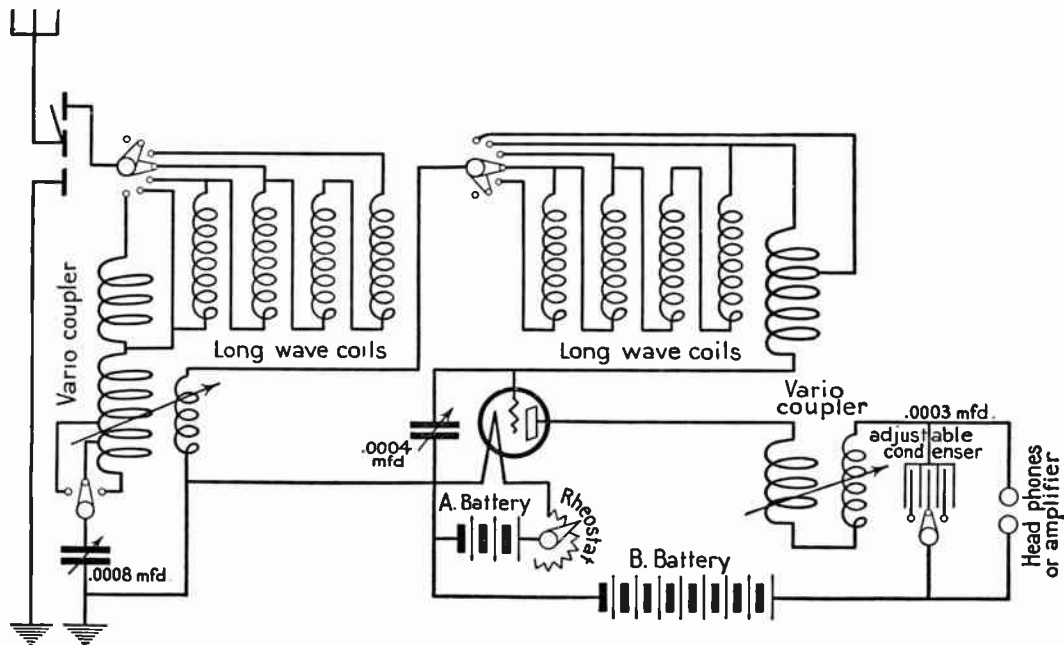 Vario coupler
Long wave coils
Long wave coils
Vario
coupler
.0003 mfd.
adjustable
condenser
.0004
mfd
A. Battery
Rheostat
Head phones
or amplifier
B. Battery
.0008 mfd.